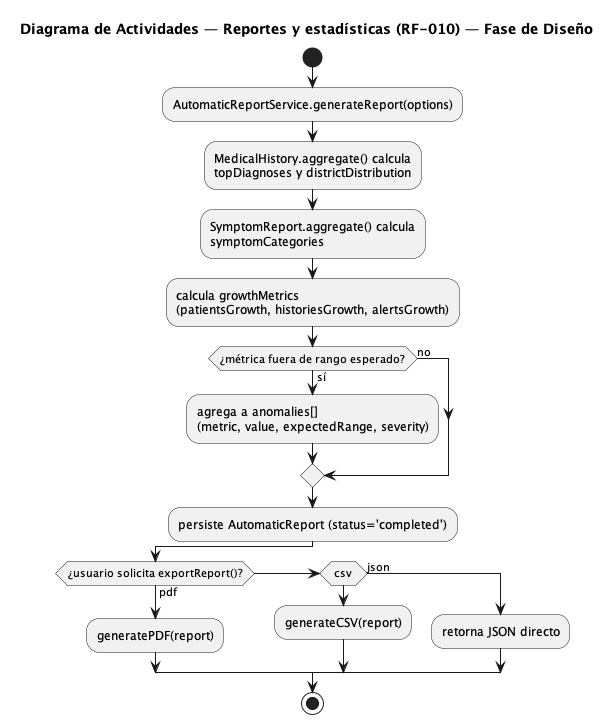 Diagrama de Actividades — Reportes y estadísticas (RF-010) — Fase de Diseño
AutomaticReportService.generateReport(options)
MedicalHistory.aggregate() calcula
topDiagnoses y districtDistribution
SymptomReport.aggregate() calcula
symptomCategories
calcula growthMetrics
(patientsGrowth, historiesGrowth, alertsGrowth)
¿métrica fuera de rango esperado?
no
sí
agrega a anomalies[]
(metric, value, expectedRange, severity)
persiste AutomaticReport (status='completed')
¿usuario solicita exportReport()?
csv
json
pdf
generatePDF(report)
generateCSV(report)
retorna JSON directo